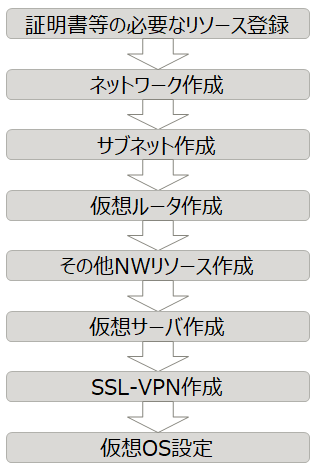 証明書等の必要なリソース登録
ネットワーク作成
サブネット作成
仮想ルータ作成
その他NWリソース作成
仮想サーバ作成
SSL-VPN作成
仮想OS設定